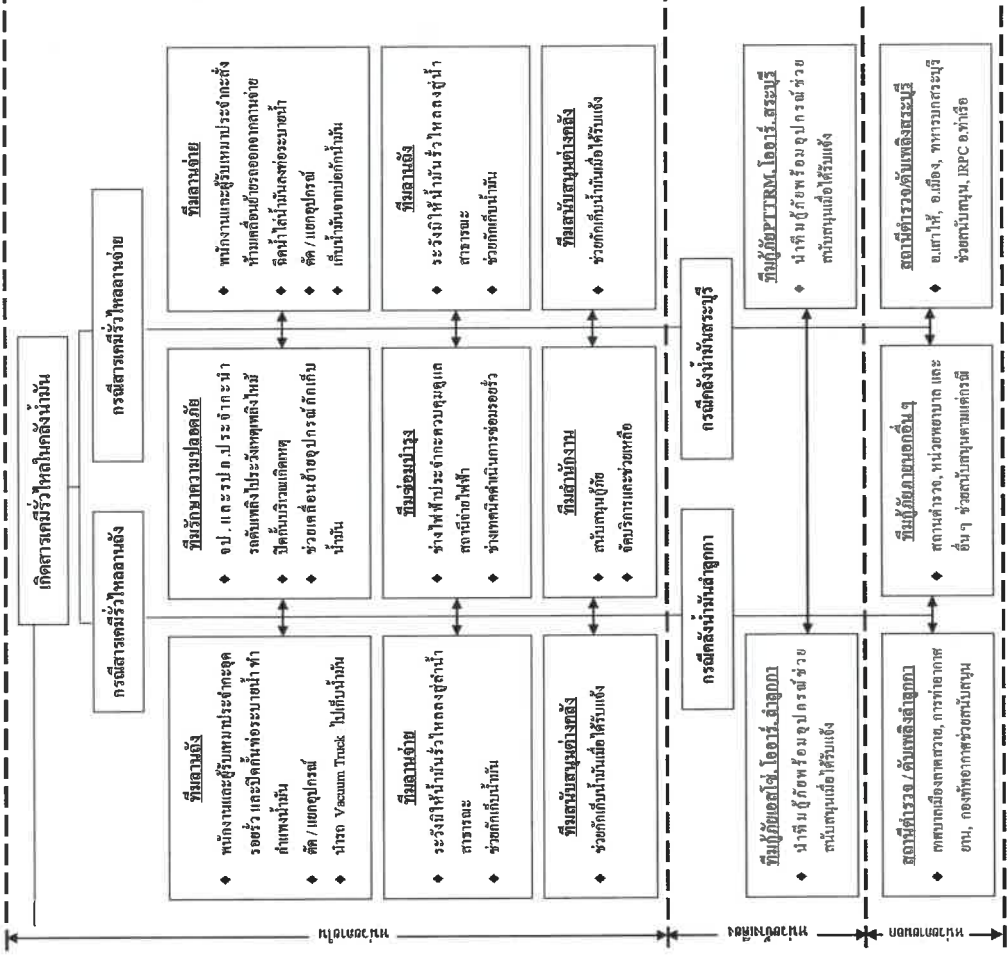 เกิดสารเคมีรั่วไหลในคลังน้ำมัน
กรณีสารเคมีรั่วไหลลานถัง
กรณีสารเคมีรั่วไหลลานจ่าย
ทีมลานถัง
◆ พนักงานและผู้รับเหมาประจำกะอุด
รอยรั่ว และปิดกั้นท่อระบายน้ำ ทำ
กำแพงน้ำมัน
◆ ตัด / แยกอุปกรณ์
◆ นำรถ Vacuum Truck ไปเก็บน้ำมัน
ทีมรักษาความปลอดภัย
◆ จป. และ รปภ. ประจำกะนำ
รถดับเพลิงไประวังเหตุเพลิงไหม้
ปิดกั้นบริเวณเกิดเหตุ
◆ ช่วยเคลื่อนย้ายอุปกรณ์กักเก็บ
น้ำมัน
ทีมลานจ่าย
◆ พนักงานและผู้รับเหมาประจำกะสั่ง
ห้ามเคลื่อนย้ายรถออกจากลานจ่าย
◆ ฉีดน้ำไล่น้ำมันลงท่อระบายน้ำ
◆ ตัด / แยกอุปกรณ์
◆ เก็บน้ำมันจากบ่อกักน้ำมัน
ทีมลานจ่าย
◆ ระวังมิให้น้ำมันรั่วไหลลงสู่ลำน้ำ
สาธารณะ
◆ ช่วยกักเก็บน้ำมัน
ทีมซ่อมบำรุง
◆ ช่างไฟฟ้าประจำกะควบคุมดูแล
สถานีจ่ายไฟฟ้า
◆ ช่างเทคนิคดำเนินการซ่อมรอยรั่ว
ทีมลานถัง
◆ ระวังมิให้น้ำมันรั่วไหลลงสู่น้ำ
สาธารณะ
◆ ช่วยกักเก็บน้ำมัน
ทีมสนับสนุนต่างคลัง
◆ ช่วยกักเก็บน้ำมันเมื่อได้รับแจ้ง
ทีมสำนักงาน
◆ สนับสนุนกู้ภัย
◆ จัดบริการและช่วยเหลือ
ทีมสนับสนุนต่างคลัง
◆ ช่วยกักเก็บน้ำมันเมื่อได้รับแจ้ง
หน่วยภายใน
กรณีคลังน้ำมันลำลูกกา
กรณีคลังน้ำมันสระบุรี
ทีมกู้ภัยเอสโซ่, โออาร์. ลำลูกกา
◆ นำทีมกู้ภัยพร้อมอุปกรณ์ช่วย
สนับสนุนเมื่อได้รับแจ้ง
ทีมกู้ภัยPTTRM, โออาร์. สระบุรี
◆ นำทีมกู้ภัยพร้อมอุปกรณ์ช่วย
สนับสนุนเมื่อได้รับแจ้ง
หน่วยข้างเคียง
สถานีตำรวจ / ดับเพลิงลำลูกกา
◆ เทศบาลเมืองลาดสวาย, การท่าอากาศ
ยาน, กองทัพอากาศช่วยสนับสนุน
ทีมกู้ภัยภายนอกอื่น ๆ
◆ สถานตำรวจ, หน่วยพยาบาล และ
อื่น ๆ ช่วยสนับสนุนตามแต่กรณี
สถานีตำรวจ/ดับเพลิงสระบุรี
◆ อ.เสาไห้, อ.เมือง, ทหารบกสระบุรี
ช่วยสนับสนุน, IRPC อ.ท่าเรือ
หน่วยภายนอก